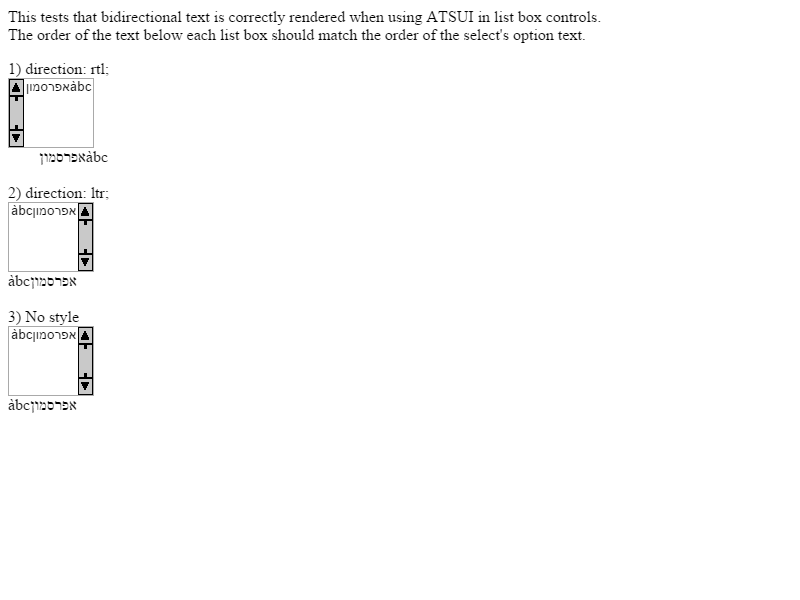 This tests that bidirectional text is correctly rendered when using ATSUI in list box controls.
The order of the text below each list box should match the order of the select's option text.
1) direction: rtl;
àbcאפרסמון
àbcאפרסמון
2) direction: ltr;
àbcאפרסמון
àbcאפרסמון
3) No style
àbcאפרסמון
àbcאפרסמון